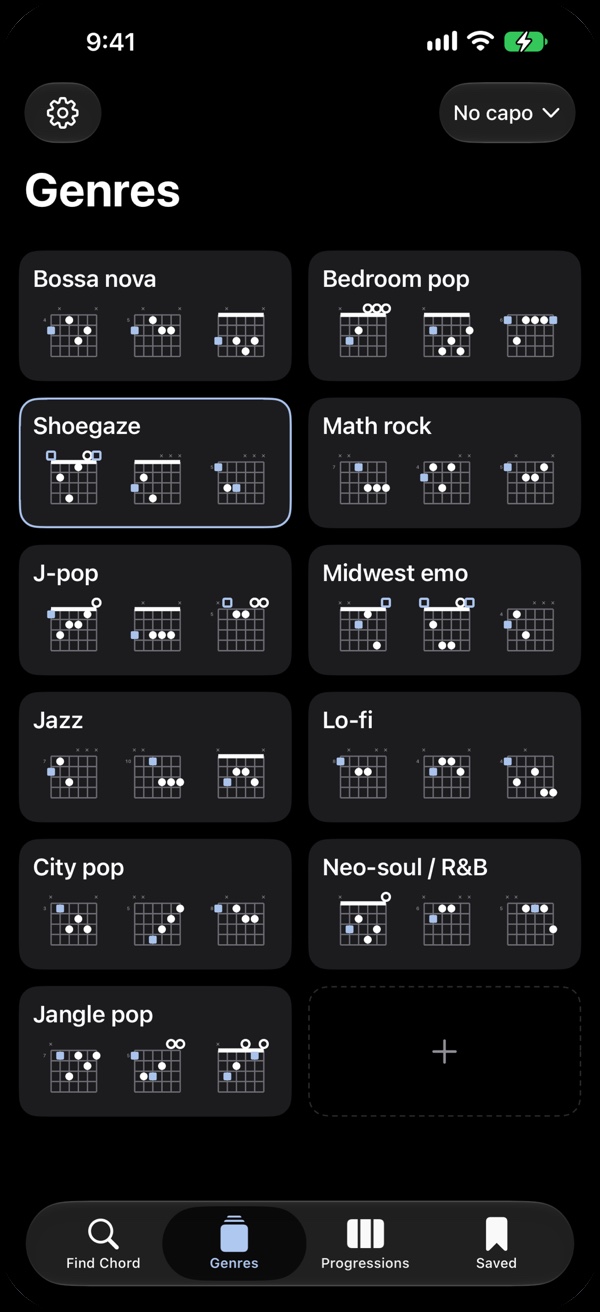 9:41
No capo
Genres
Bossa nova
Bedroom pop
Shoegaze
Math rock
J-pop
Midwest emo
Jazz
Lo-fi
City pop
Neo-soul / R&B
Jangle pop
Find Chord
Genres
Progressions
Saved